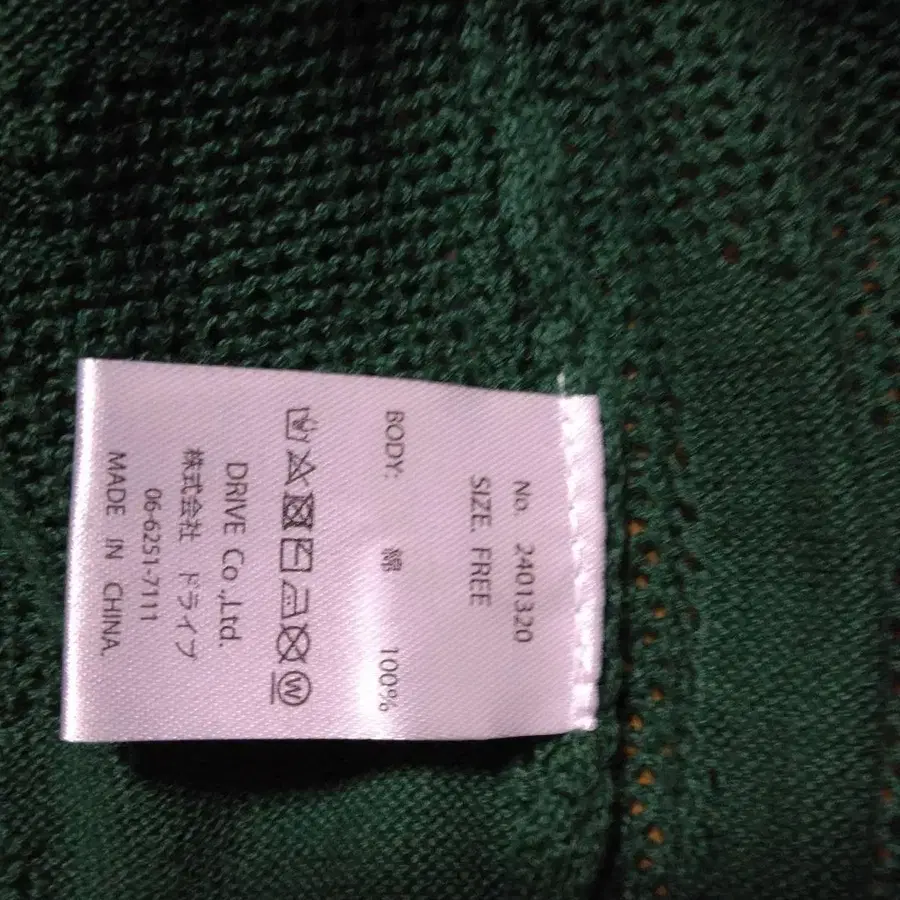 No. 2401320
SIZE. FREE
BODY: 綿 100%
W
DRIVE Co.,Ltd.
株式会社 ドライブ
06-6251-7111
MADE IN CHINA.